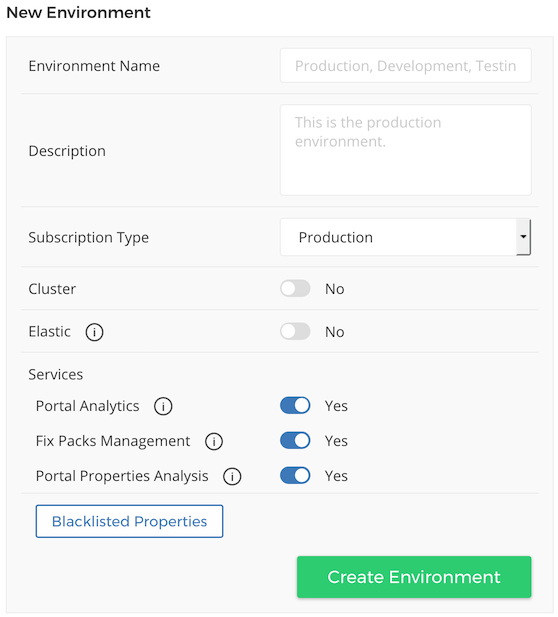 New Environment
Environment Name
Production, Development, Testin
Description
This is the production
environment.
Subscription Type
Production
Cluster
No
Elastic
i
No
Services
Portal Analytics
i
Yes
Fix Packs Management
i
Yes
Portal Properties Analysis
i
Yes
Blacklisted Properties
Create Environment